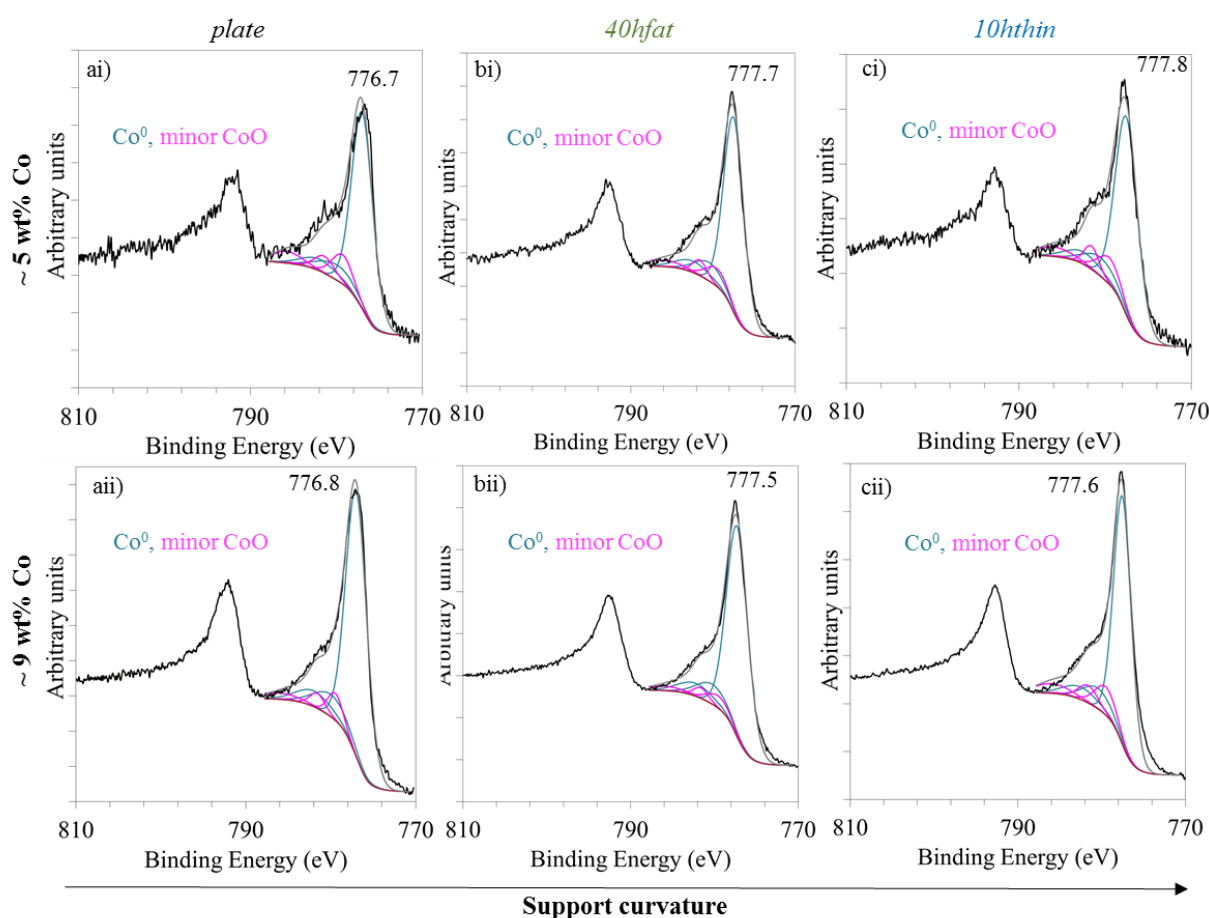 plate
40hfat
10hthin
~ 5 wt% Co
ai)
776.7
Co⁰, minor CoO
Arbitrary units
810
790
770
Binding Energy (eV)
bi)
777.7
Co⁰, minor CoO
Arbitrary units
810
790
770
Binding Energy (eV)
ci)
777.8
Co⁰, minor CoO
Arbitrary units
810
790
770
Binding Energy (eV)
~ 9 wt% Co
aii)
776.8
Co⁰, minor CoO
Arbitrary units
810
790
770
Binding Energy (eV)
bii)
777.5
Co⁰, minor CoO
Arbitrary units
810
790
770
Binding Energy (eV)
cii)
777.6
Co⁰, minor CoO
Arbitrary units
810
790
770
Binding Energy (eV)
Support curvature